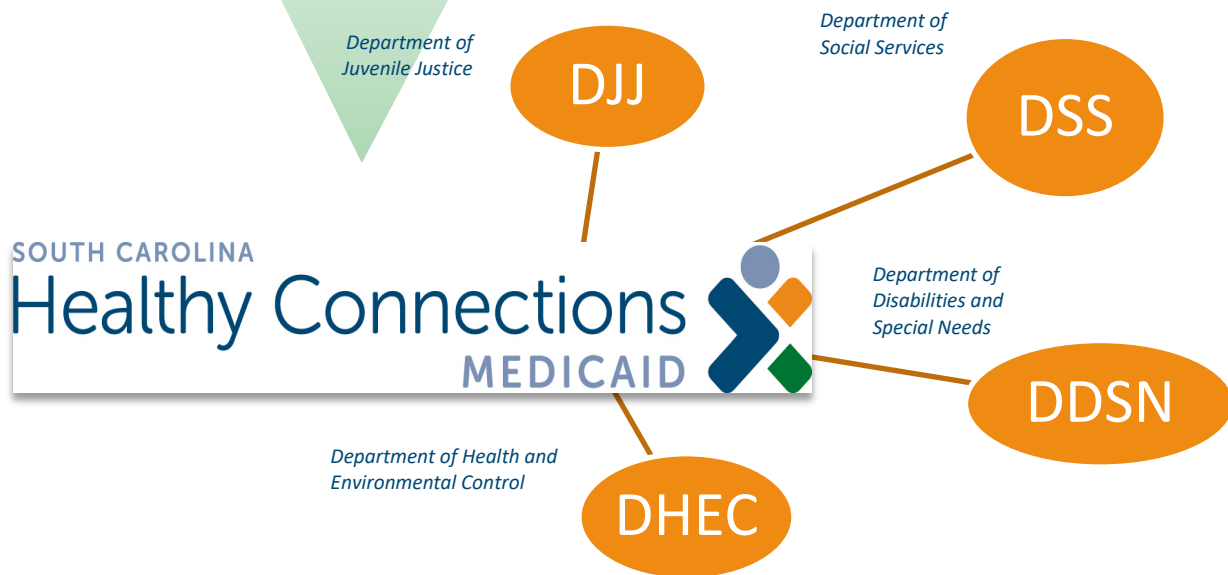 Department of
Juvenile Justice
DJJ
Department of
Social Services
DSS
SOUTH CAROLINA
Healthy Connections
MEDICAID
Department of
Disabilities and
Special Needs
DDSN
Department of Health and
Environmental Control
DHEC